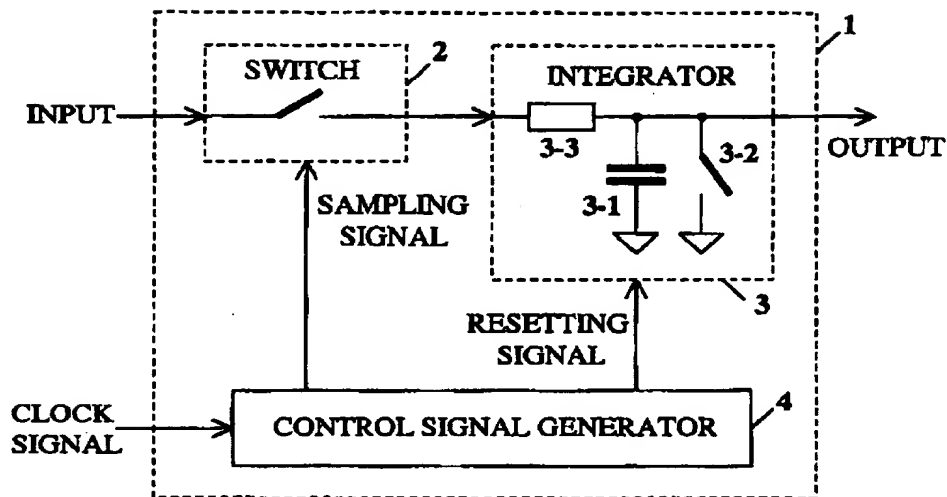 1
2
SWITCH
INTEGRATOR
INPUT
3-3
3-2
OUTPUT
3-1
SAMPLING
SIGNAL
3
RESETTING
SIGNAL
CLOCK
SIGNAL
CONTROL SIGNAL GENERATOR
4